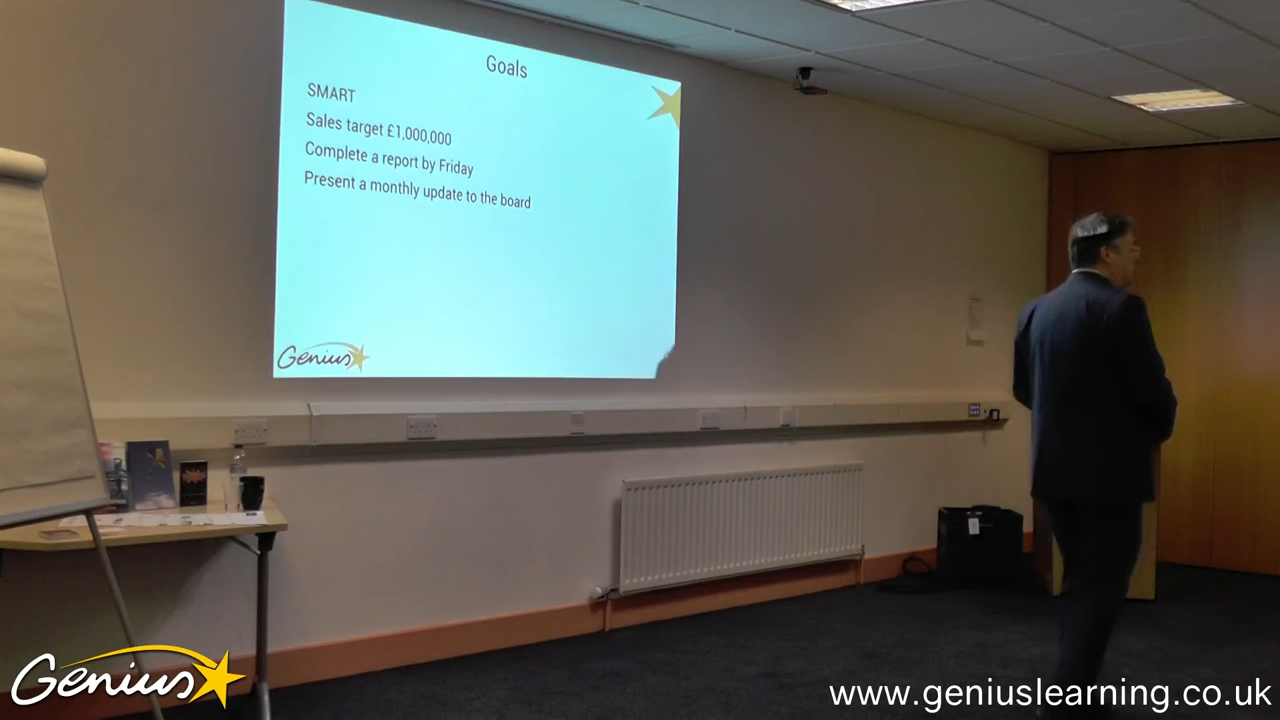 Goals
SMART
Sales target £1,000,000
Complete a report by Friday
Present a monthly update to the board
Genius
Genius
www.geniuslearning.co.uk